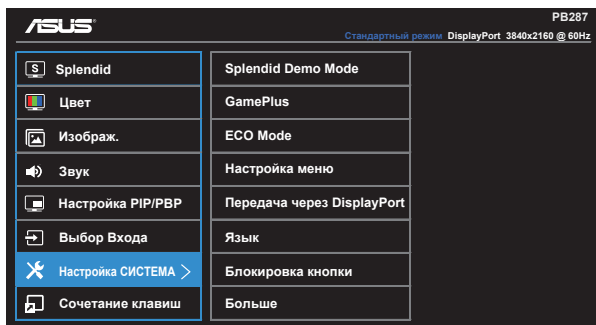 ASUS
PB287
Стандартный режим DisplayPort 3840x2160 @ 60Hz
S Splendid
Цвет
Изображ.
Звук
Настройка PIP/PBP
Выбор Входа
Настройка СИСТЕМА >
Сочетание клавиш
Splendid Demo Mode
GamePlus
ECO Mode
Настройка меню
Передача через DisplayPort
Язык
Блокировка кнопки
Больше